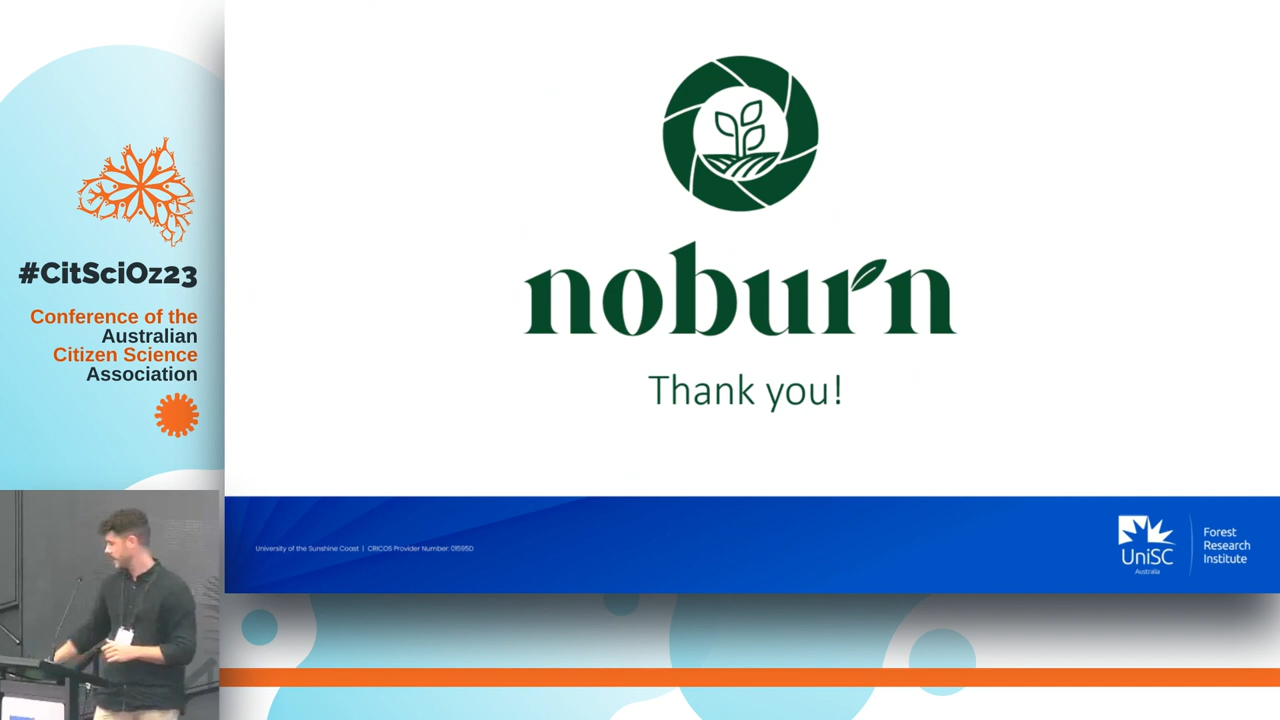 #CitSciOz23
Conference of the
Australian
Citizen Science
Association
noburn
Thank you!
University of the Sunshine Coast | CRICOS Provider Number: 01595D
UniSC
Australia
Forest
Research
Institute